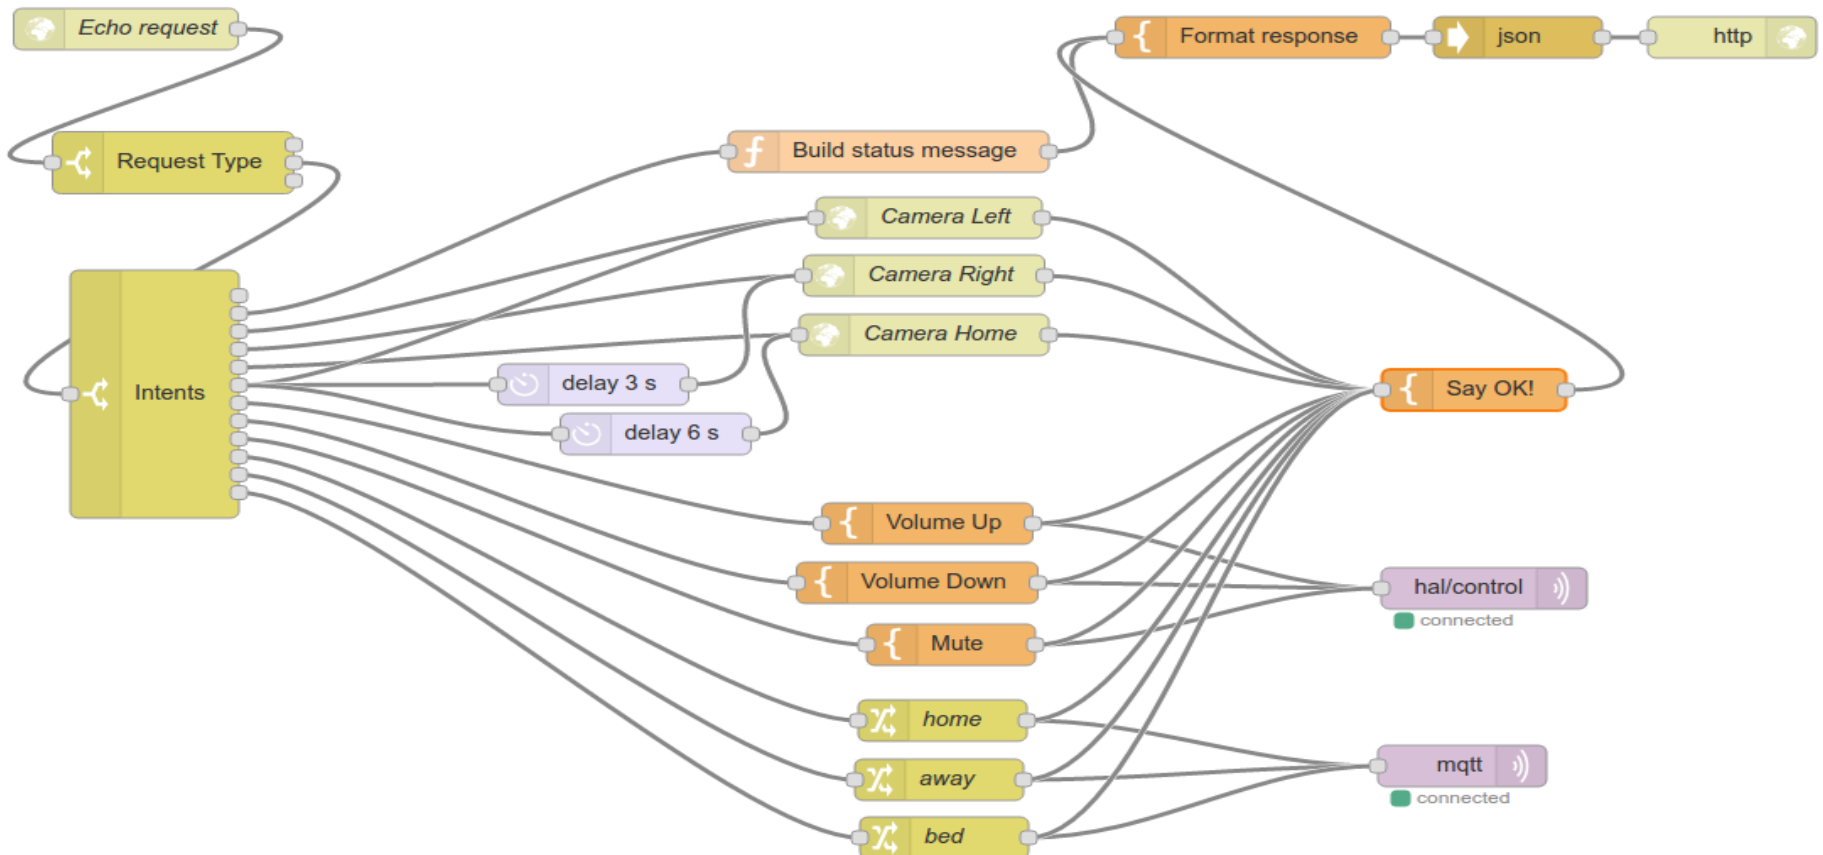 Echo request
Format response
json
http
Request Type
Build status message
Camera Left
Camera Right
Camera Home
Intents
delay 3 s
Say OK!
delay 6 s
Volume Up
Volume Down
hal/control
connected
Mute
home
away
mqtt
connected
bed